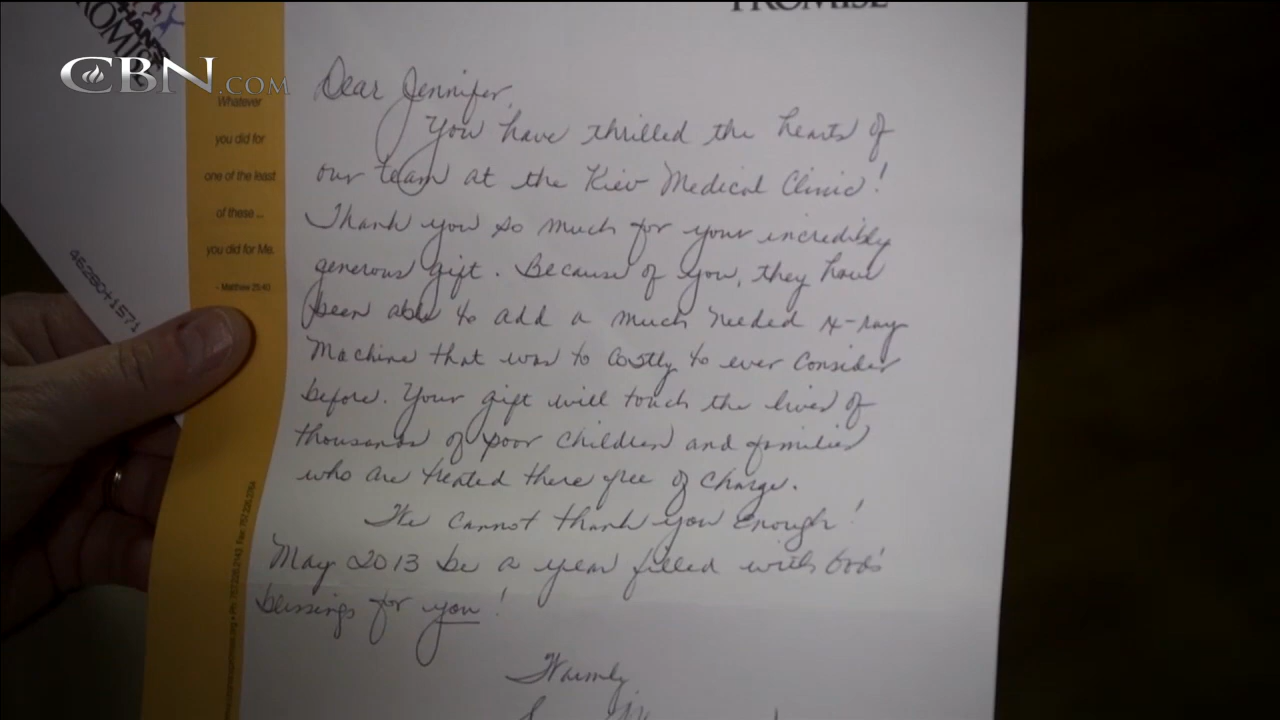 PROMISE
CBN.COM
Whatever
you did for
one of the least
of these ...
you did for Me.
- Matthew 25:40
46280+1571
Dear Jennifer,
You have thrilled the hearts of
our team at the Kiev Medical Clinic!
Thank you so much for your incredibly
generous gift. Because of you, they have
been able to add a much needed x-ray
machine that was to costly to ever consider
before. Your gift will touch the lives of
thousands of poor children and families
who are treated there free of charge.
We cannot thank you enough!
May 2013 be a year filled with God's
blessings for you!
Warmly